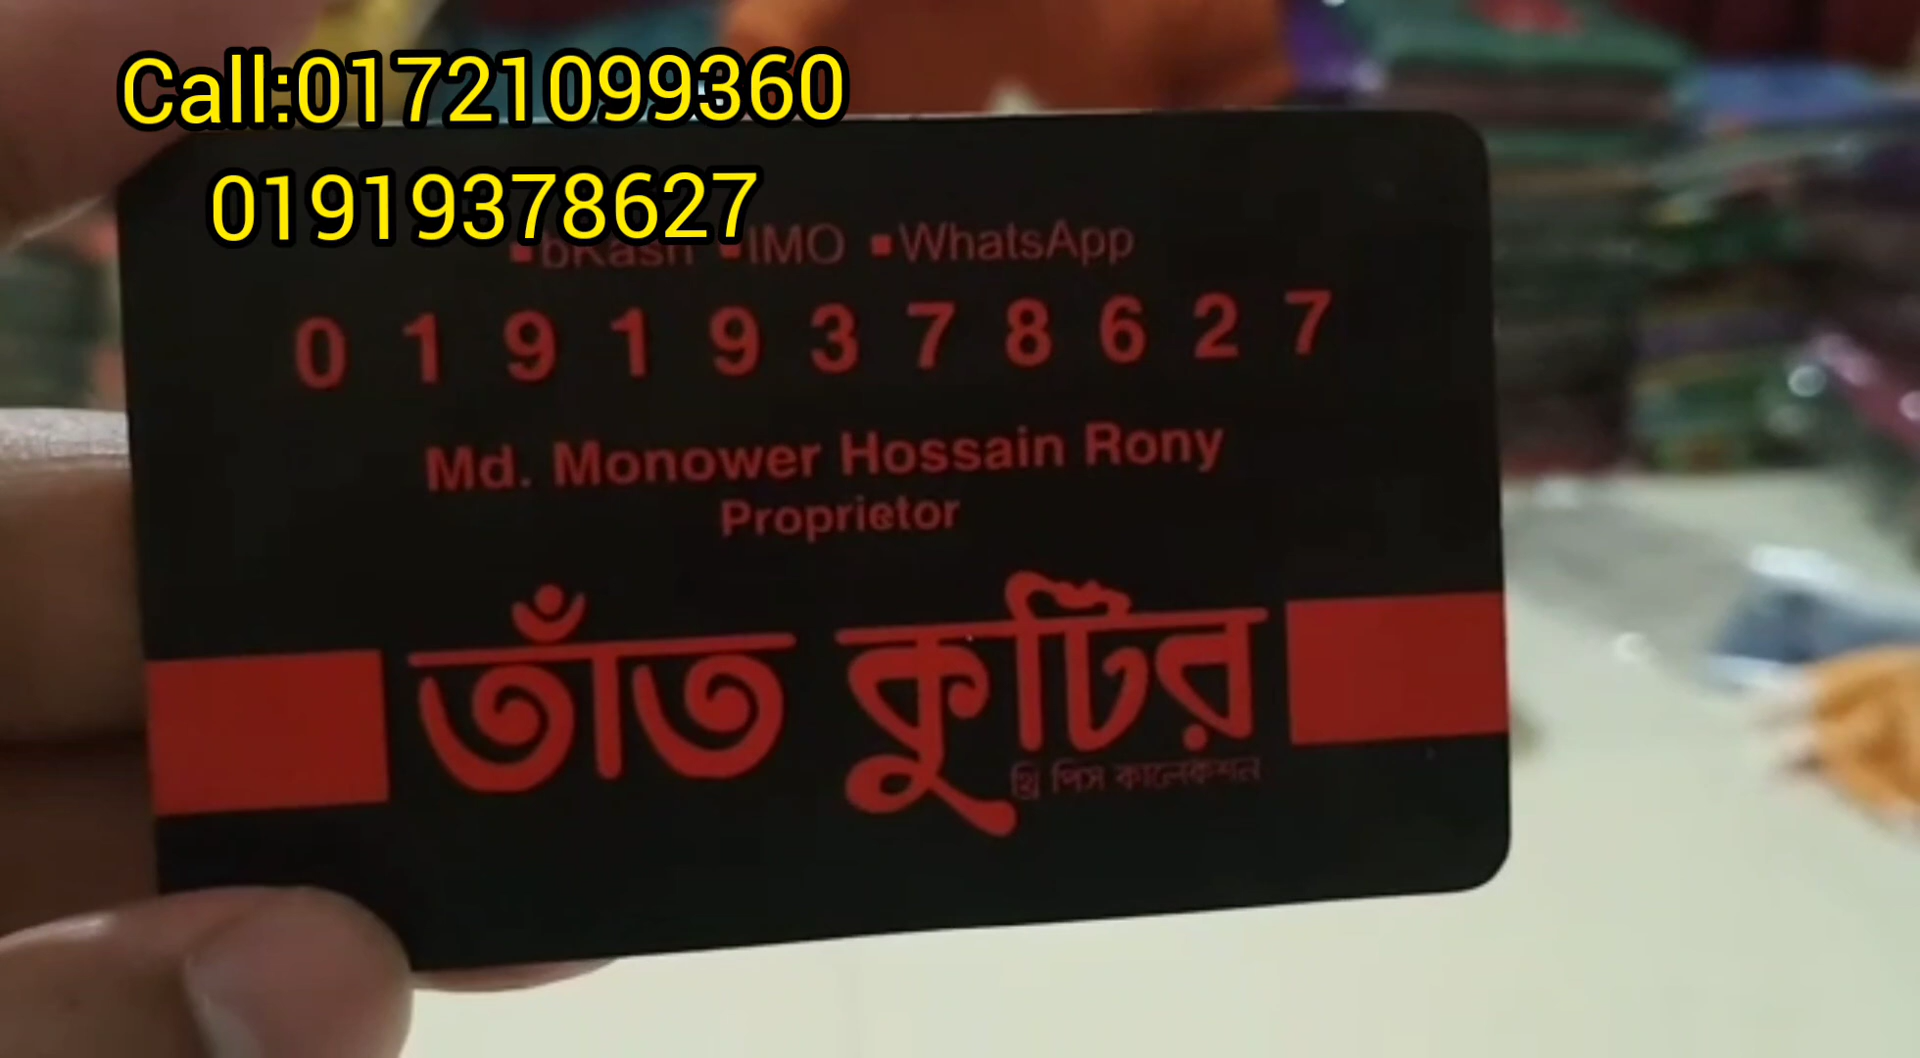 Call:01721099360
01919378627
▪bKash ▪IMO ▪WhatsApp
0 1 9 1 9 3 7 8 6 2 7
Md. Monower Hossain Rony
Proprietor
তাঁত কুটির
থ্রি পিস কালেকশন